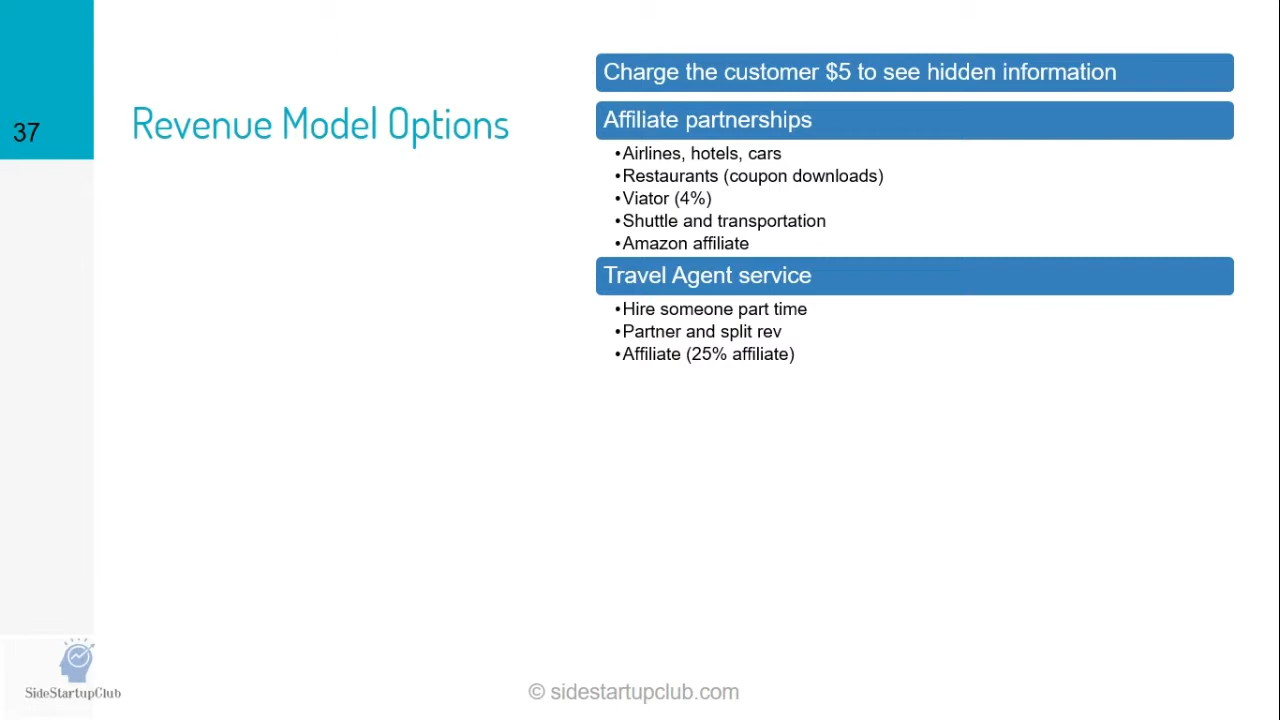 37
Revenue Model Options
Charge the customer $5 to see hidden information
Affiliate partnerships
•Airlines, hotels, cars
•Restaurants (coupon downloads)
•Viator (4%)
•Shuttle and transportation
•Amazon affiliate
Travel Agent service
•Hire someone part time
•Partner and split rev
•Affiliate (25% affiliate)
SideStartupClub
© sidestartupclub.com